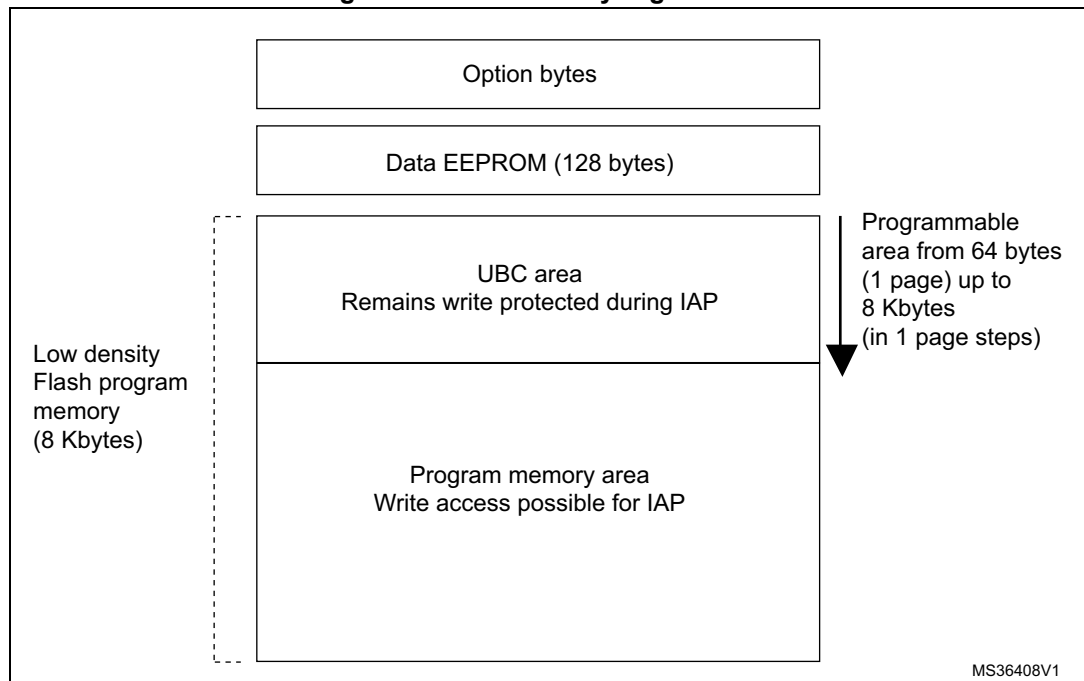 Option bytes
Data EEPROM (128 bytes)
Programmable
area from 64 bytes
(1 page) up to
8 Kbytes
(in 1 page steps)
UBC area
Remains write protected during IAP
Low density
Flash program
memory
(8 Kbytes)
Program memory area
Write access possible for IAP
MS36408V1